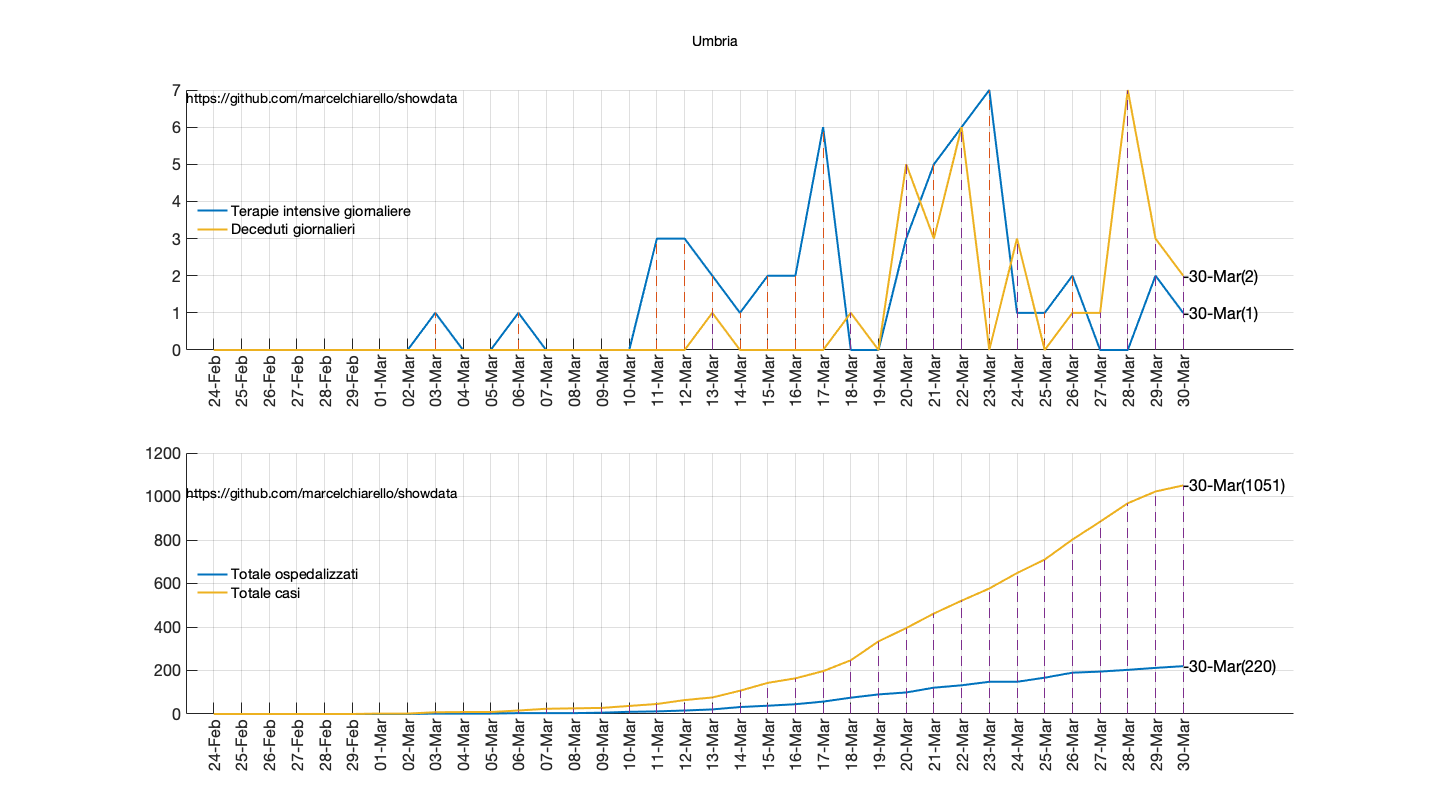 Umbria
7
https://github.com/marcelchiarello/showdata
6
5
4
Terapie intensive giornaliere
Deceduti giornalieri
3
2
-30-Mar(2)
1
-30-Mar(1)
0
24-Feb
25-Feb
26-Feb
27-Feb
28-Feb
29-Feb
01-Mar
02-Mar
03-Mar
04-Mar
05-Mar
06-Mar
07-Mar
08-Mar
09-Mar
10-Mar
11-Mar
12-Mar
13-Mar
14-Mar
15-Mar
16-Mar
17-Mar
18-Mar
19-Mar
20-Mar
21-Mar
22-Mar
23-Mar
24-Mar
25-Mar
26-Mar
27-Mar
28-Mar
29-Mar
30-Mar
1200
-30-Mar(1051)
1000
https://github.com/marcelchiarello/showdata
800
Totale ospedalizzati
600
Totale casi
400
200
-30-Mar(220)
0
24-Feb
25-Feb
26-Feb
27-Feb
28-Feb
29-Feb
01-Mar
02-Mar
03-Mar
04-Mar
05-Mar
06-Mar
07-Mar
08-Mar
09-Mar
10-Mar
11-Mar
12-Mar
13-Mar
14-Mar
15-Mar
16-Mar
17-Mar
18-Mar
19-Mar
20-Mar
21-Mar
22-Mar
23-Mar
24-Mar
25-Mar
26-Mar
27-Mar
28-Mar
29-Mar
30-Mar